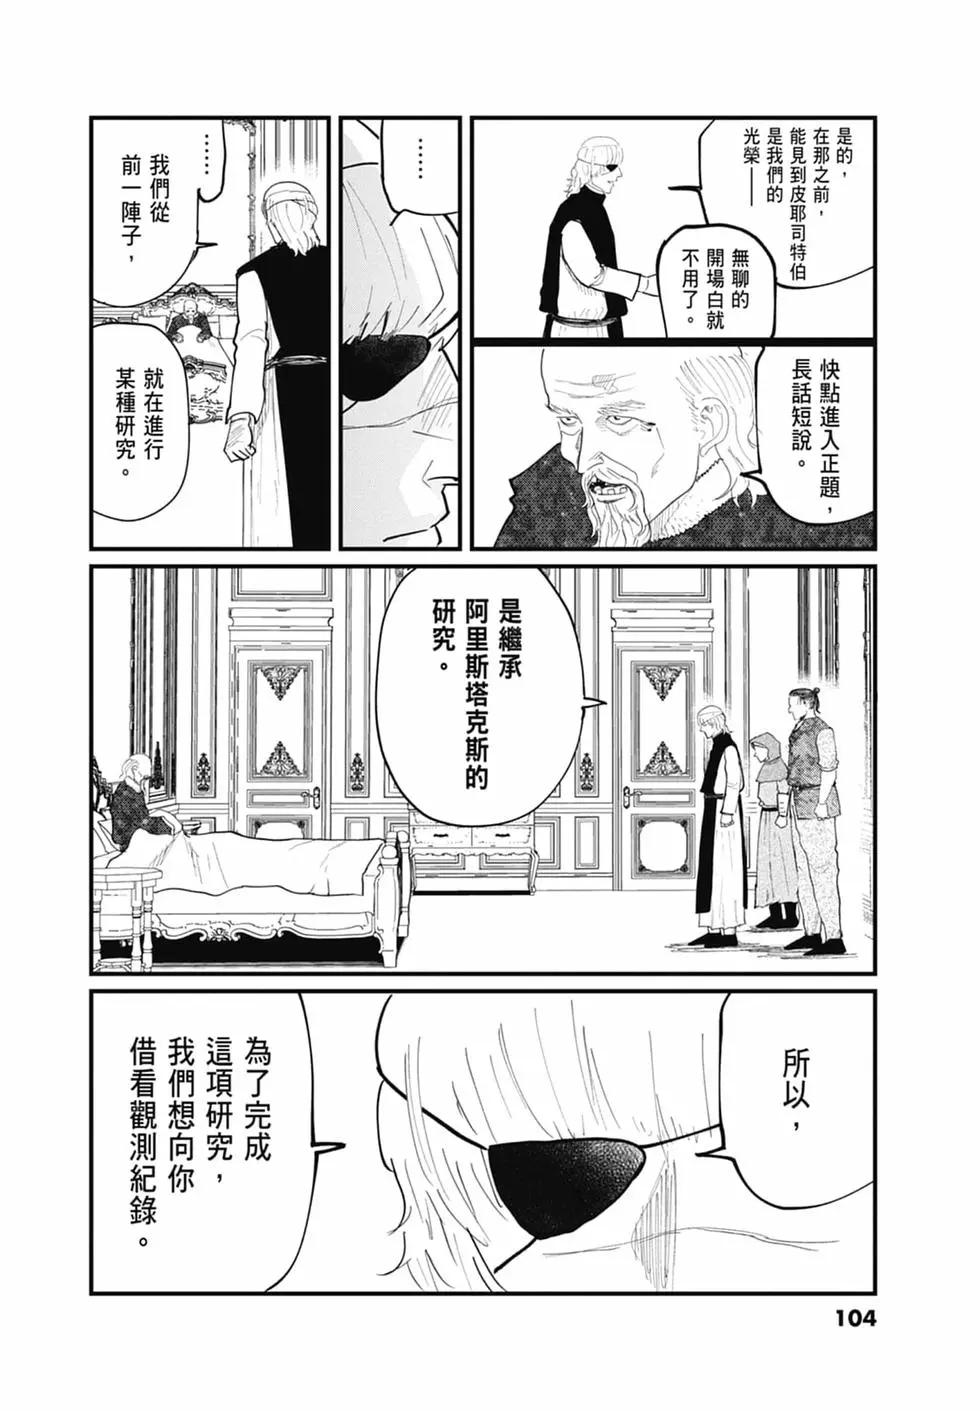 是的，
在那之前，
能見到皮耶司特伯
是我們的
光榮──
無聊的
開場白就
不用了。
快點進入正題，
長話短說。
……
……
我們從
前一陣子，
就在進行
某種研究。
是繼承
阿里斯塔克斯的
研究。
所以，
為了完成
這項研究，
我們想向你
借看觀測紀錄。
104